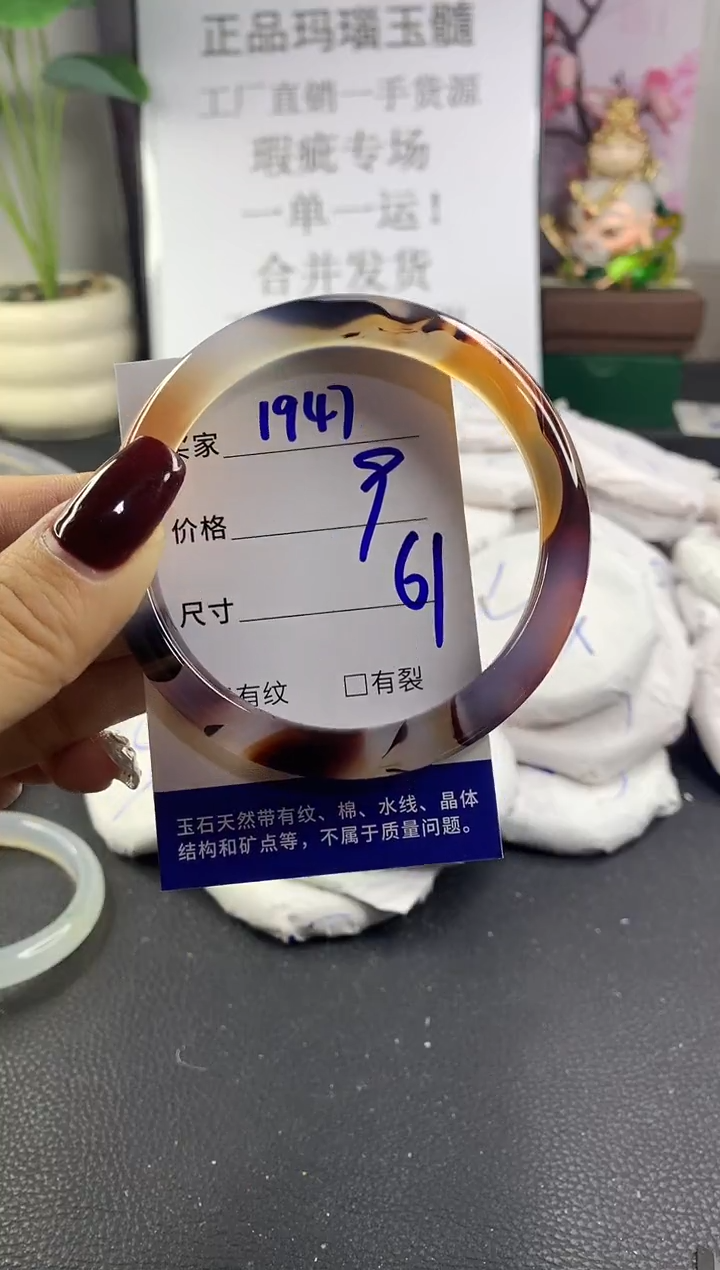 正品玛瑙玉髓
工厂直销一手货源
瑕疵专场
一单一运！
合并发货
家 1947
价格 9
尺寸 61
有纹 □有裂
玉石天然带有纹、棉、水线、晶体
结构和矿点等，不属于质量问题。